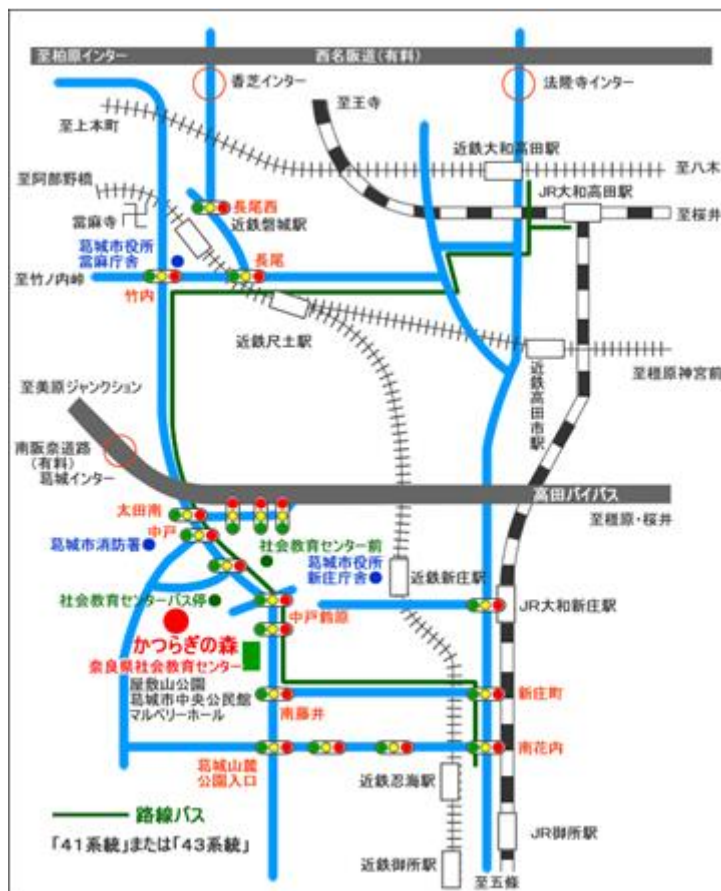 至柏原インター
西名阪道(有料)
香芝インター
法隆寺インター
至王寺
至上本町
近鉄大和高田駅
至八木
至阿部野橋
JR大和高田駅
當麻寺
長尾西
近鉄磐城駅
至桜井
葛城市役所
當麻庁舎
長尾
至竹ノ内峠
竹内
近鉄尺土駅
近鉄高田市駅
至橿原神宮前
至美原ジャンクション
南阪奈道路
(有料)
葛城インター
高田バイパス
太田南
至橿原・桜井
中戸
葛城市消防署
社会教育センター前
葛城市役所
新庄庁舎
近鉄新庄駅
社会教育センターバス停
中戸鶴原
JR大和新庄駅
かつらぎの森
奈良県社会教育センター
屋敷山公園
葛城市中央公民館
マルベリーホール
南藤井
新庄町
葛城山麓
公園入口
南花内
近鉄忍海駅
路線バス
「41系統」または「43系統」
JR御所駅
近鉄御所駅
至五條